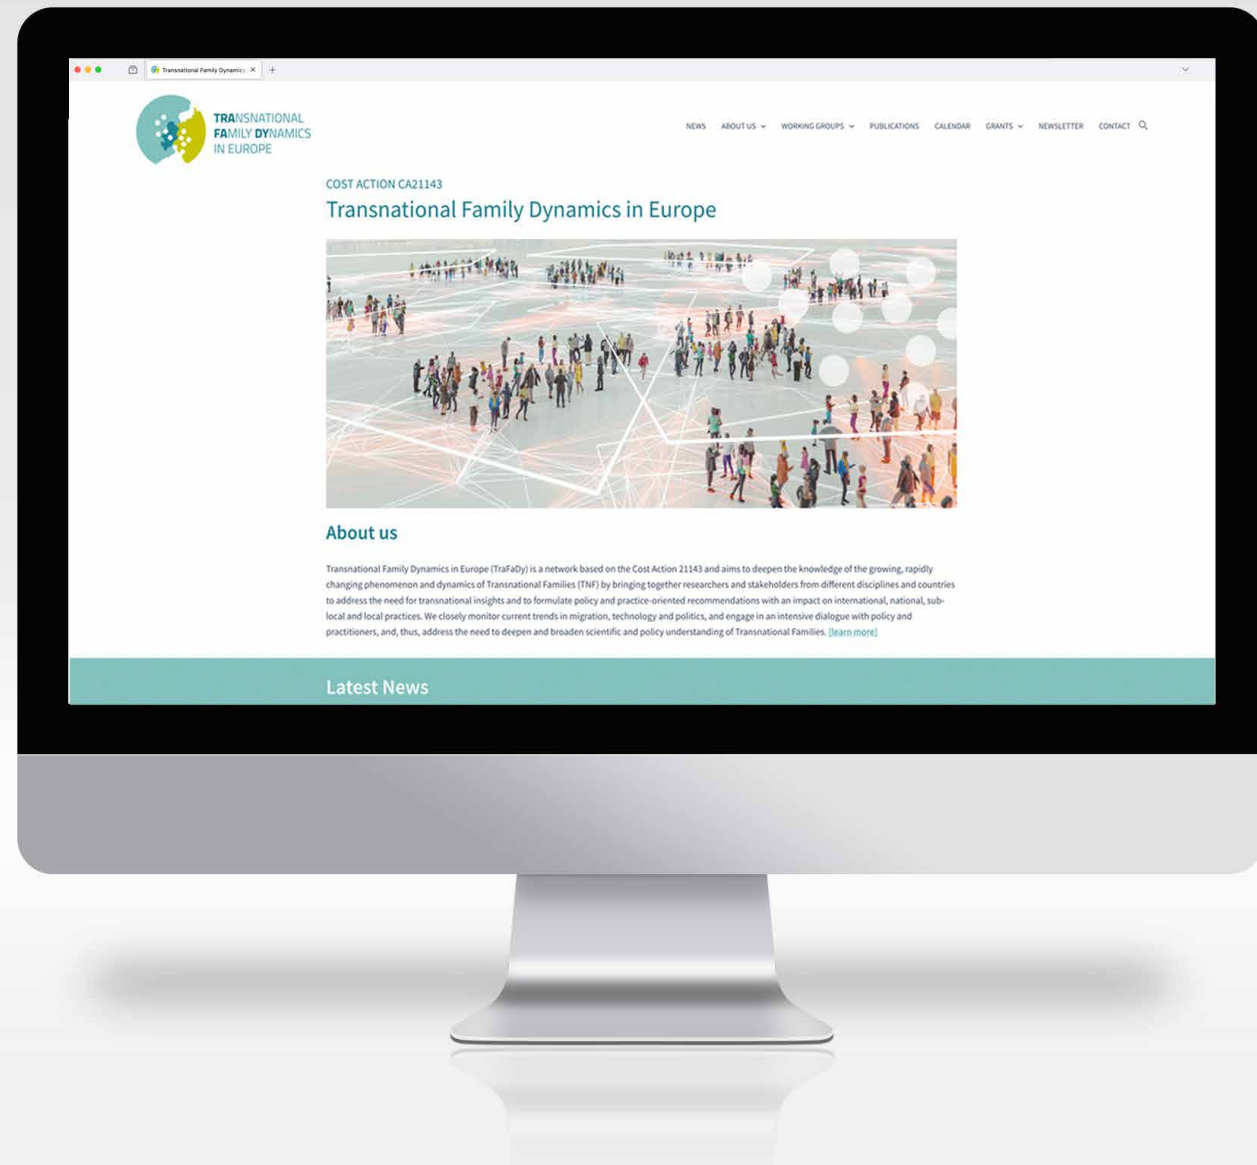 Transnational Family Dynamics
TRANSNATIONAL
FAMILY DYNAMICS
IN EUROPE
NEWS ABOUT US WORKING GROUPS PUBLICATIONS CALENDAR GRANTS NEWSLETTER CONTACT
COST ACTION CA21143
Transnational Family Dynamics in Europe
About us
Transnational Family Dynamics in Europe (TraFaDy) is a network based on the Cost Action 21143 and aims to deepen the knowledge of the growing, rapidly
changing phenomenon and dynamics of Transnational Families (TNF) by bringing together researchers and stakeholders from different disciplines and countries
to address the need for transnational insights and to formulate policy and practice-oriented recommendations with an impact on international, national, sub-
local and local practices. We closely monitor current trends in migration, technology and politics, and engage in an intensive dialogue with policy and
practitioners, and, thus, address the need to deepen and broaden scientific and policy understanding of Transnational Families. [learn more]
Latest News